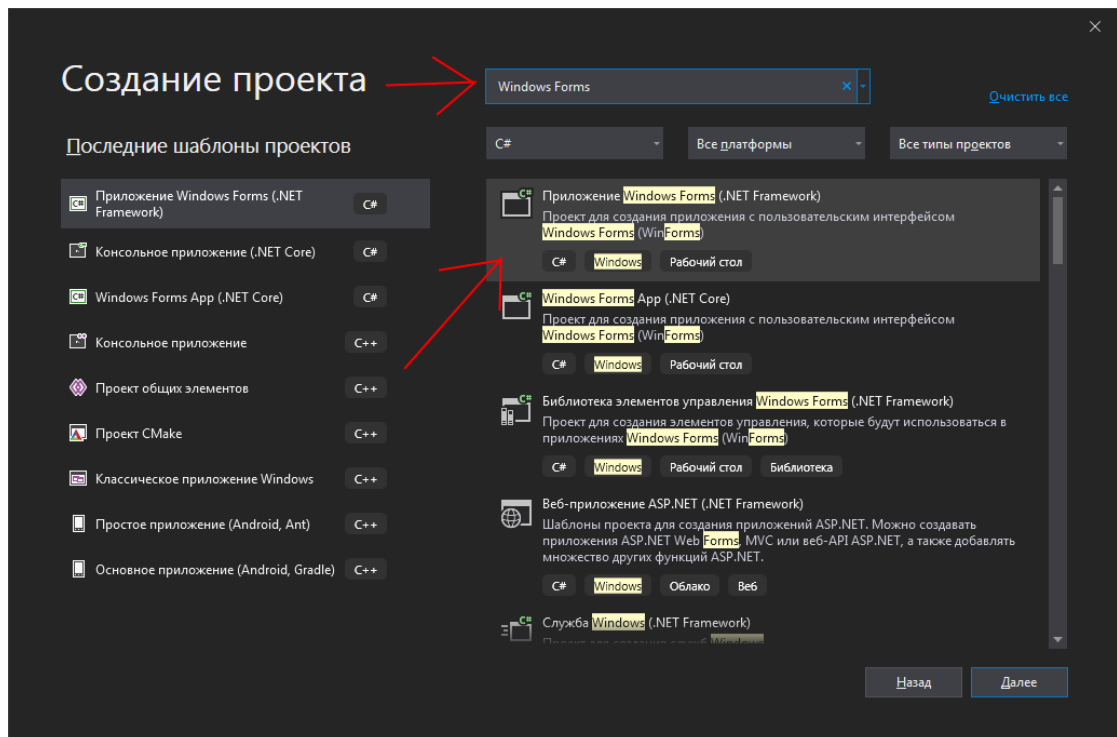 Создание проекта
Windows Forms
Очистить все
Последние шаблоны проектов
C#
Все платформы
Все типы проектов
Приложение Windows Forms (.NET
Framework)
C#
Консольное приложение (.NET Core)
C#
Windows Forms App (.NET Core)
C#
Консольное приложение
C++
Проект общих элементов
C++
Проект CMake
C++
Классическое приложение Windows
C++
Простое приложение (Android, Ant)
C++
Основное приложение (Android, Gradle)
C++
Приложение Windows Forms (.NET Framework)
Проект для создания приложения с пользовательским интерфейсом
Windows Forms (WinForms)
C# Windows Рабочий стол
Windows Forms App (.NET Core)
Проект для создания приложения с пользовательским интерфейсом
Windows Forms (WinForms)
C# Windows Рабочий стол
Библиотека элементов управления Windows Forms (.NET Framework)
Проект для создания элементов управления, которые будут использоваться в
приложениях Windows Forms (WinForms)
C# Windows Рабочий стол Библиотека
Веб-приложение ASP.NET (.NET Framework)
Шаблоны проекта для создания приложений ASP.NET. Можно создавать
приложения ASP.NET Web Forms, MVC или веб-API ASP.NET, а также добавлять
множество других функций ASP.NET.
C# Windows Облако Веб
Служба Windows (.NET Framework)
Проект для создания служб Windows
Назад
Далее